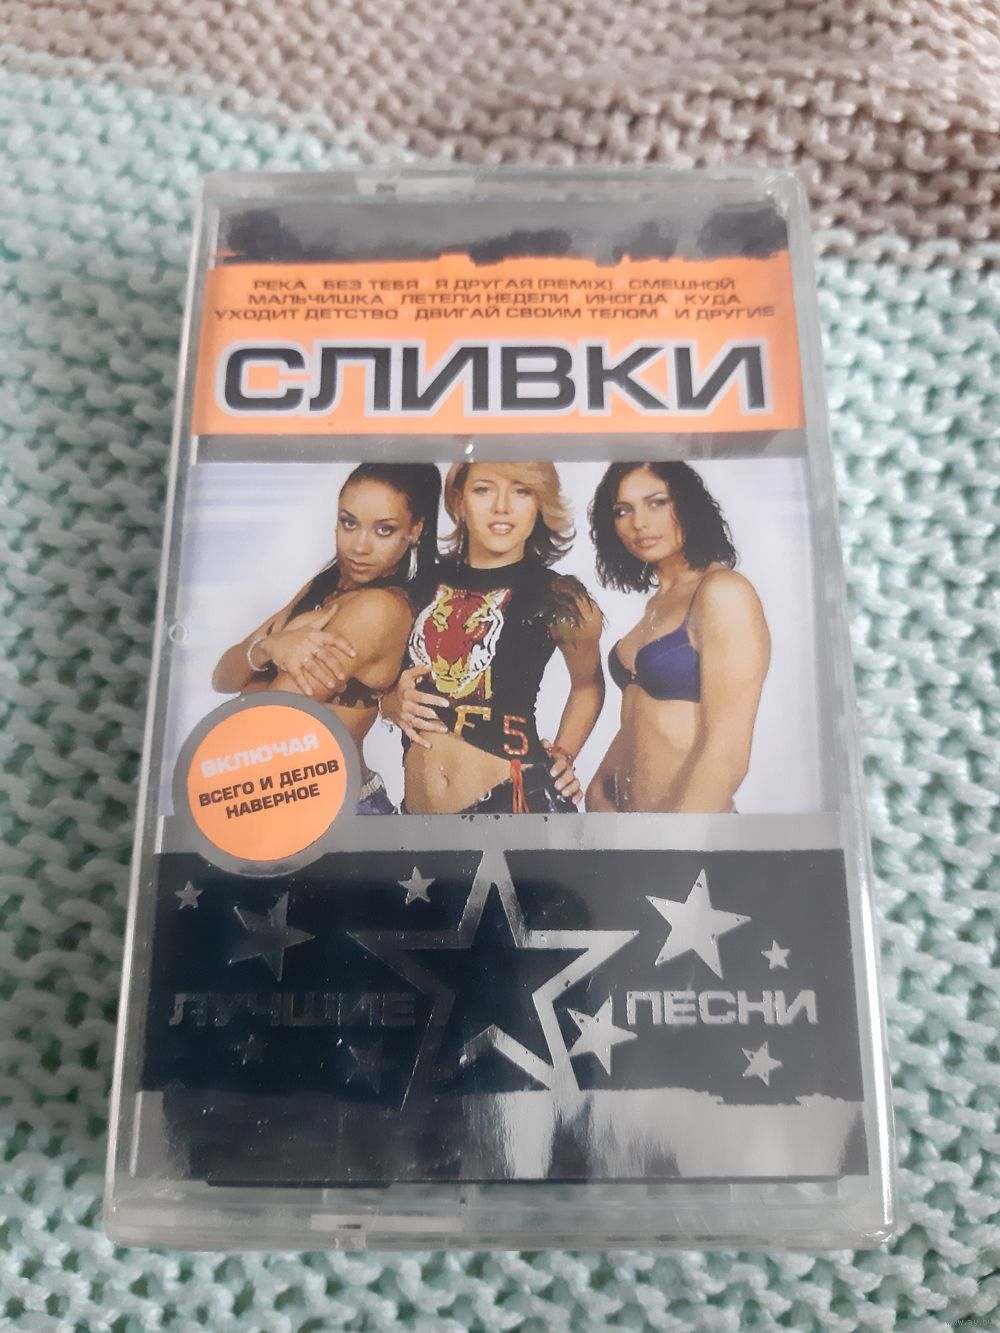 РЕКА · БЕЗ ТЕБЯ · Я ДРУГАЯ (REMIX) · СМЕШНОЙ
МАЛЬЧИШКА · ЛЕТЕЛИ НЕДЕЛИ · ИНОГДА · КУДА
УХОДИТ ДЕТСТВО · ДВИГАЙ СВОИМ ТЕЛОМ · И ДРУГИЕ
СЛИВКИ
F5
ВКЛЮЧАЯ
ВСЕГО И ДЕЛОВ
НАВЕРНОЕ
ЛУЧШИЕ ПЕСНИ